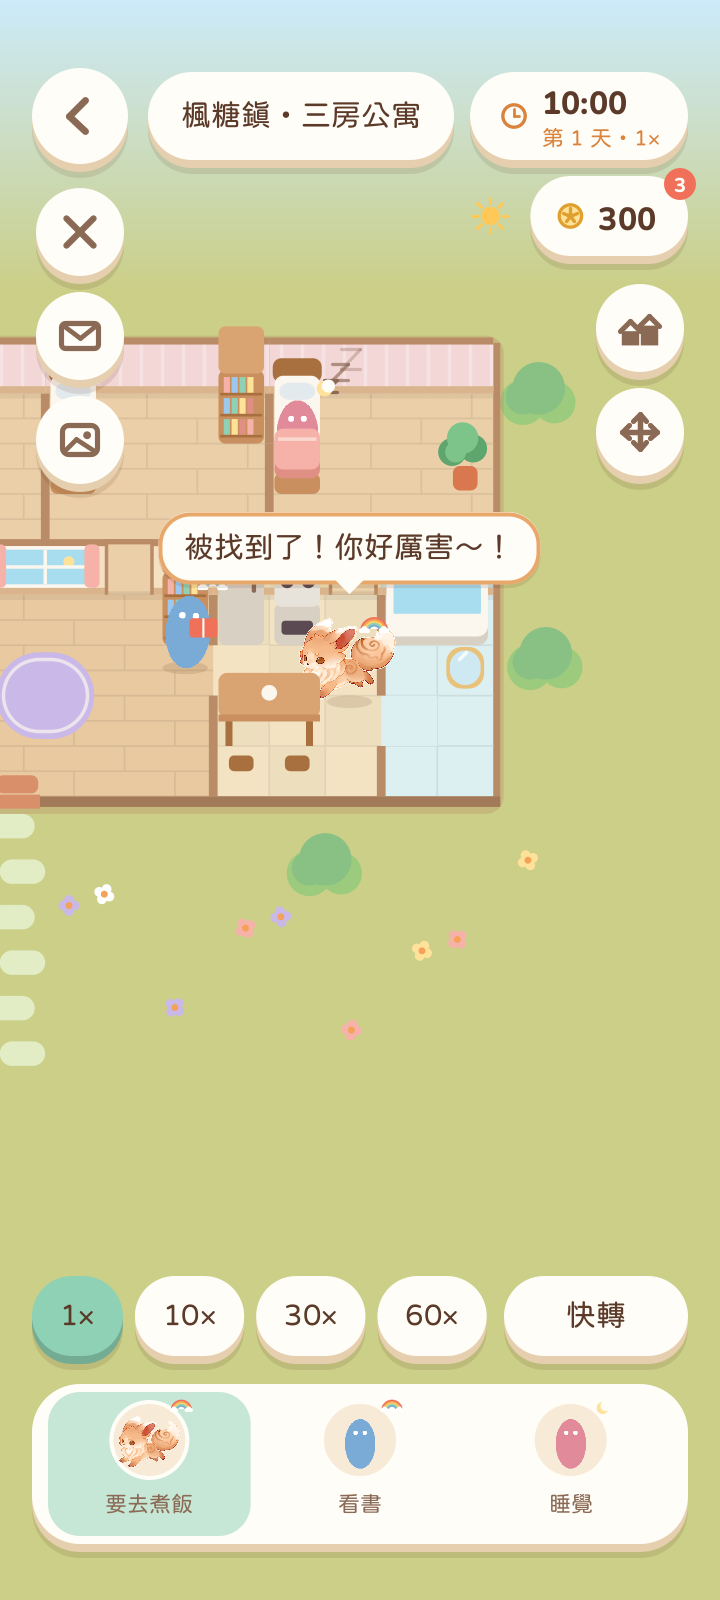 楓糖鎮・三房公寓
10:00
第 1 天・1×
3
300
被找到了！你好厲害～！
1×
10×
30×
60×
快轉
要去煮飯
看書
睡覺